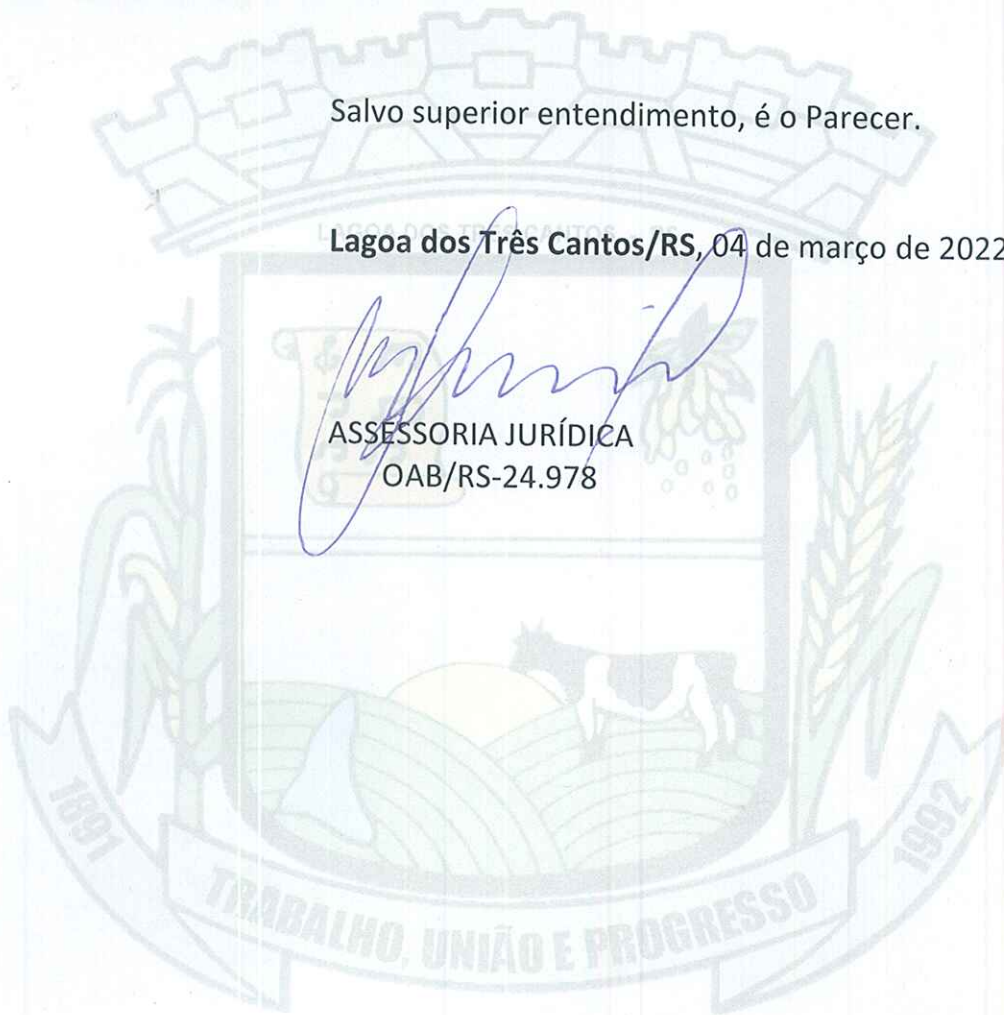 Salvo superior entendimento, é o Parecer.
Lagoa dos Três Cantos/RS, 04 de março de 2022
ASSESSORIA JURÍDICA
OAB/RS-24.978
1891
TRABALHO, UNIÃO E PROGRESSO
1992